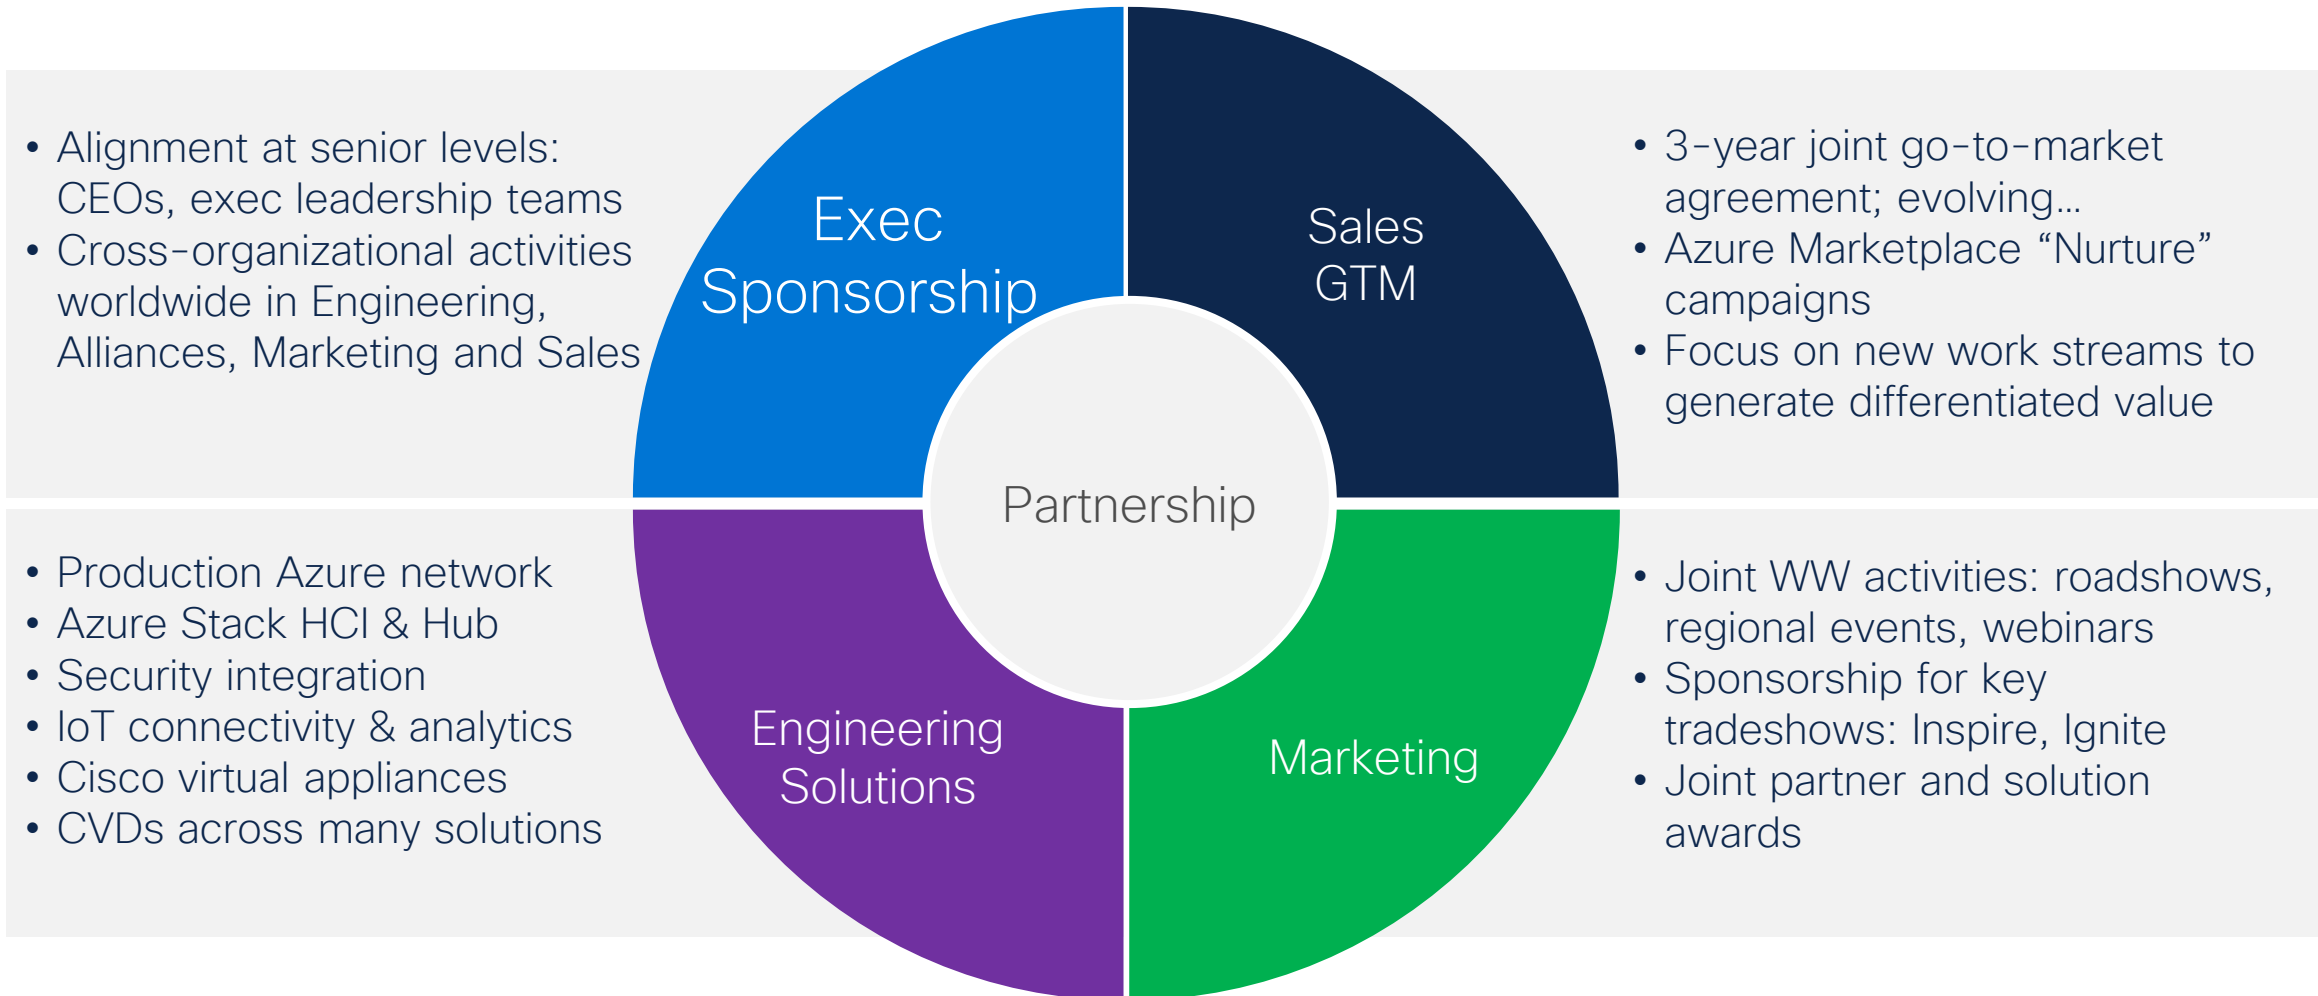 • Alignment at senior levels:
CEOs, exec leadership teams
• Cross-organizational activities
worldwide in Engineering,
Alliances, Marketing and Sales
Exec
Sponsorship
Sales
GTM
• 3-year joint go-to-market
agreement; evolving…
• Azure Marketplace “Nurture”
campaigns
• Focus on new work streams to
generate differentiated value
Partnership
• Production Azure network
• Azure Stack HCI & Hub
• Security integration
• IoT connectivity & analytics
• Cisco virtual appliances
• CVDs across many solutions
Engineering
Solutions
Marketing
• Joint WW activities: roadshows,
regional events, webinars
• Sponsorship for key
tradeshows: Inspire, Ignite
• Joint partner and solution
awards